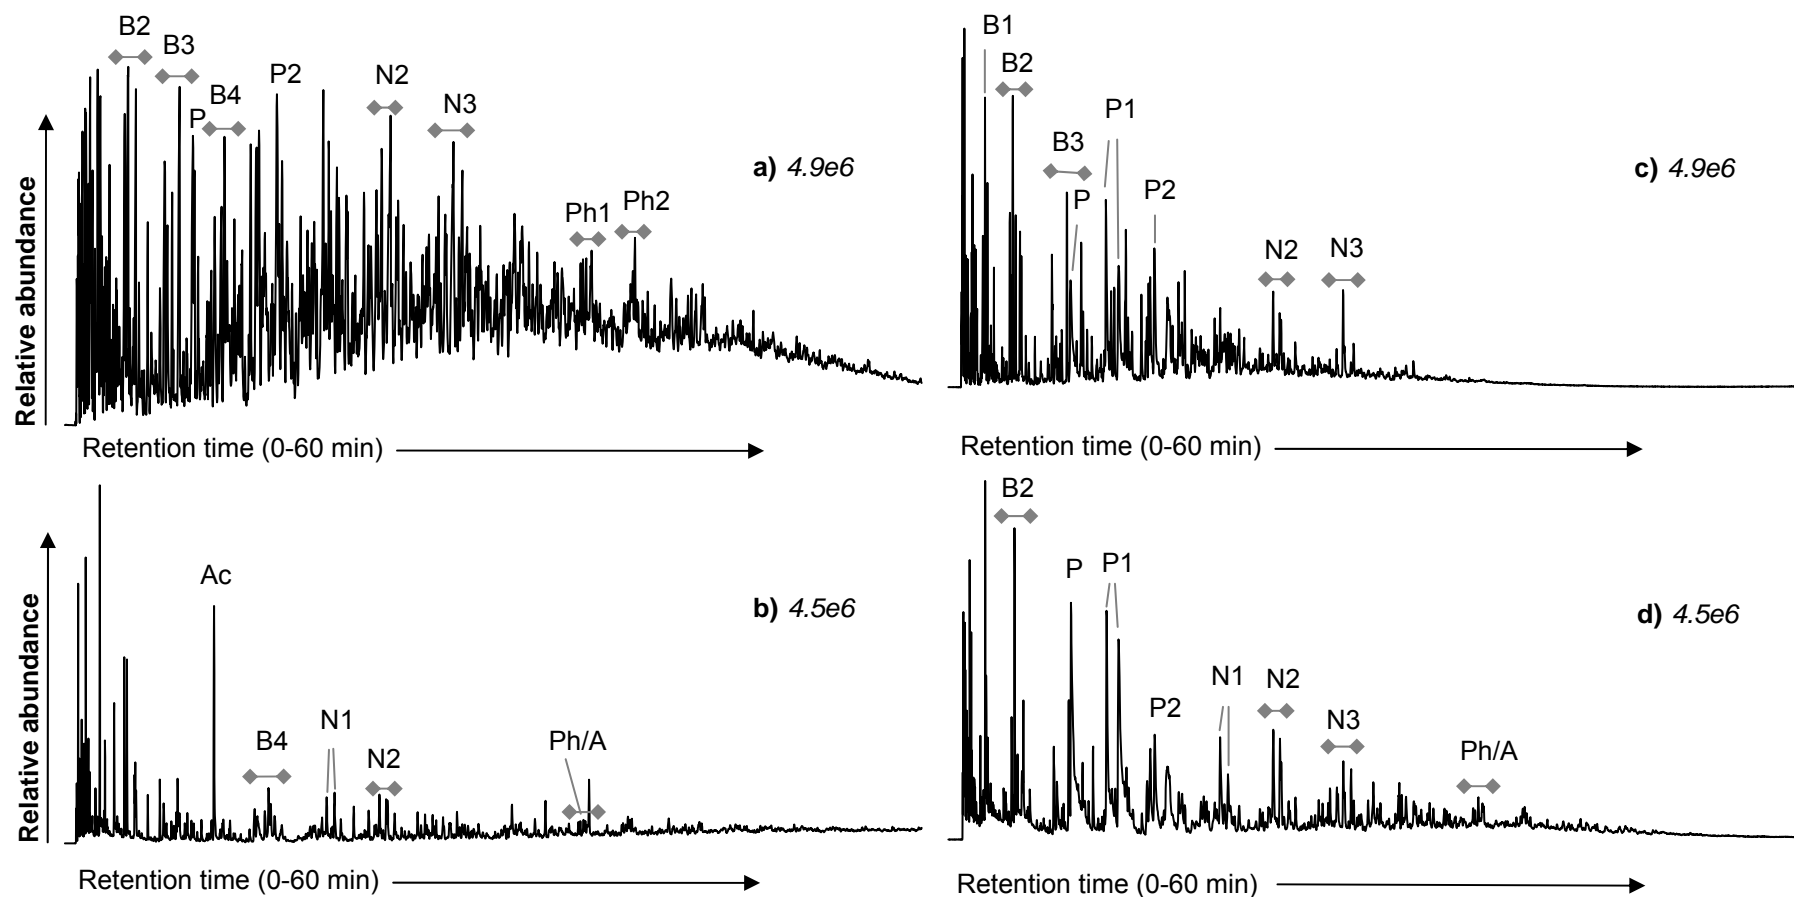 B2
B3
P
B4
P2
N2
N3
Ph1
Ph2
a) 4.9e6
Relative abundance
Retention time (0-60 min)
B1
B2
B3
P
P1
P2
N2
N3
c) 4.9e6
Retention time (0-60 min)
Ac
B4
N1
N2
Ph/A
b) 4.5e6
Relative abundance
Retention time (0-60 min)
B2
P
P1
P2
N1
N2
N3
Ph/A
d) 4.5e6
Retention time (0-60 min)